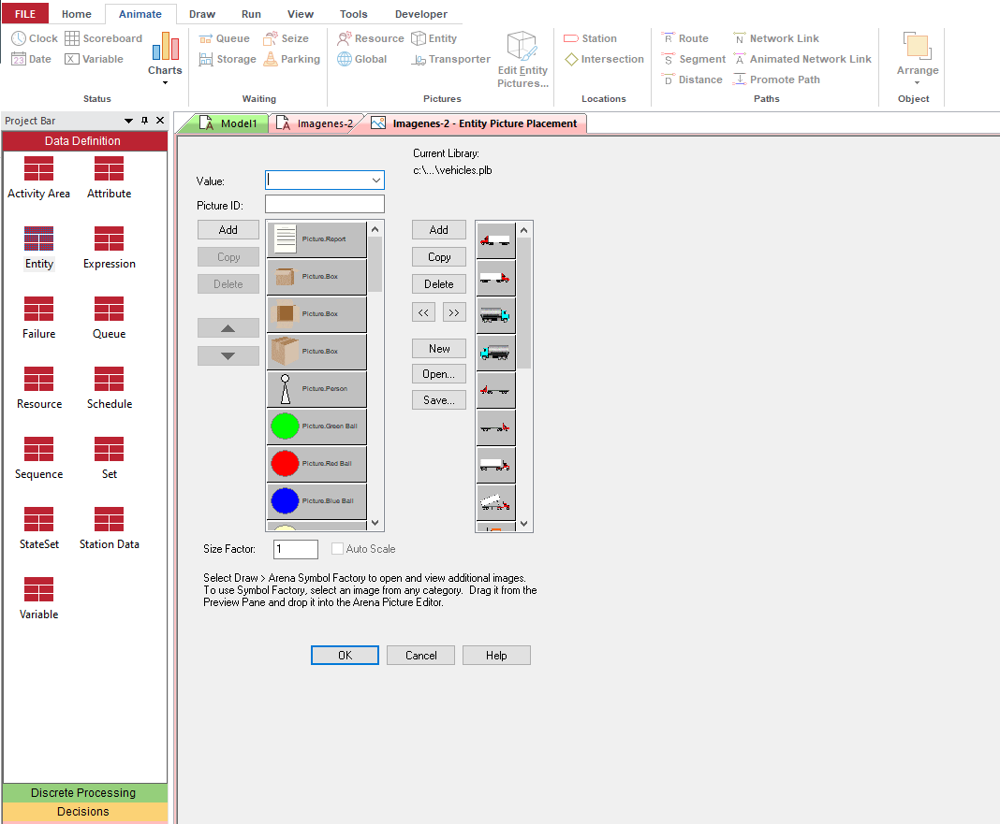 FILE Home Animate Draw Run View Tools Developer
Clock Scoreboard Queue Seize Resource Entity Station Route Network Link
23 Date X Variable Charts Storage Parking Global Transporter Edit Entity Pictures... Intersection Segment Animated Network Link Arrange
Distance Promote Path
Status Waiting Pictures Locations Paths Object
Project Bar
Model1 Imagenes-2 Imagenes-2 - Entity Picture Placement
Data Definition
Activity Area Attribute
Entity Expression
Failure Queue
Resource Schedule
Sequence Set
StateSet Station Data
Variable
Discrete Processing
Decisions
Current Library:
c:\...\vehicles.plb
Value:
Picture ID:
Add
Copy
Delete
Picture.Report
Picture.Box
Picture.Box
Picture.Box
Picture.Person
Picture.Green Ball
Picture.Red Ball
Picture.Blue Ball
Add
Copy
Delete
<< >>
New
Open...
Save...
Size Factor: 1 Auto Scale
Select Draw > Arena Symbol Factory to open and view additional images.
To use Symbol Factory, select an image from any category. Drag it from the
Preview Pane and drop it into the Arena Picture Editor.
OK Cancel Help